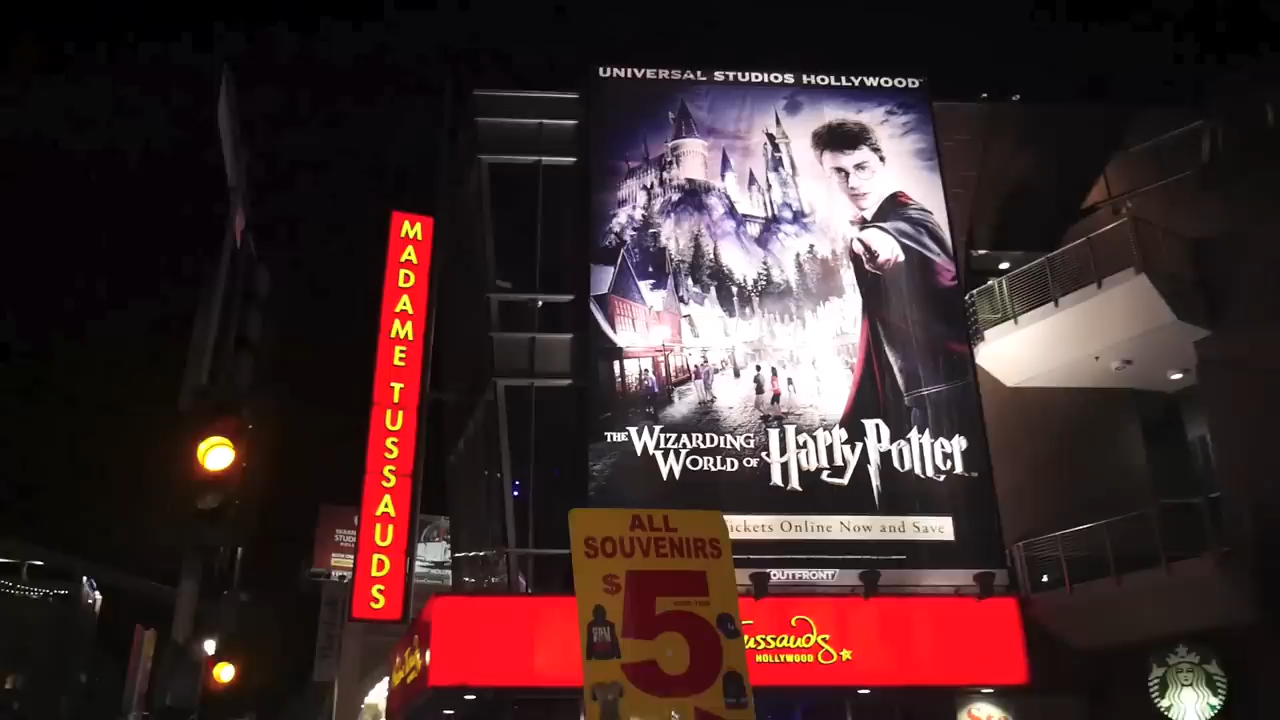 UNIVERSAL STUDIOS HOLLYWOOD
MADAME TUSSAUDS
THE WIZARDING
WORLD OF
Harry Potter
Tickets Online Now and Save
OUTFRONT
ALL
SOUVENIRS
$5
ussauds
HOLLYWOOD